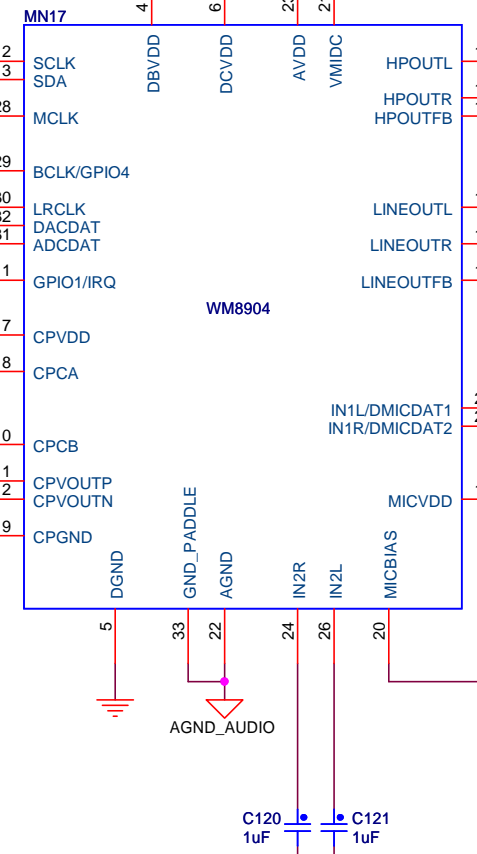 MN17
4
6
DBVDD
DCVDD
AVDD
VMIDC
2
SCLK
3
SDA
28
MCLK
29
BCLK/GPIO4
30
LRCLK
32
DACDAT
31
ADCDAT
1
GPIO1/IRQ
7
CPVDD
8
CPCA
0
CPCB
1
CPVOUTP
2
CPVOUTN
9
CPGND
HPOUTL
HPOUTR
HPOUTFB
LINEOUTL
LINEOUTR
LINEOUTFB
WM8904
IN1L/DMICDAT1
IN1R/DMICDAT2
MICVDD
DGND
GND_PADDLE
AGND
IN2R
IN2L
MICBIAS
5
33
22
24
26
20
AGND_AUDIO
C120
1uF
C121
1uF